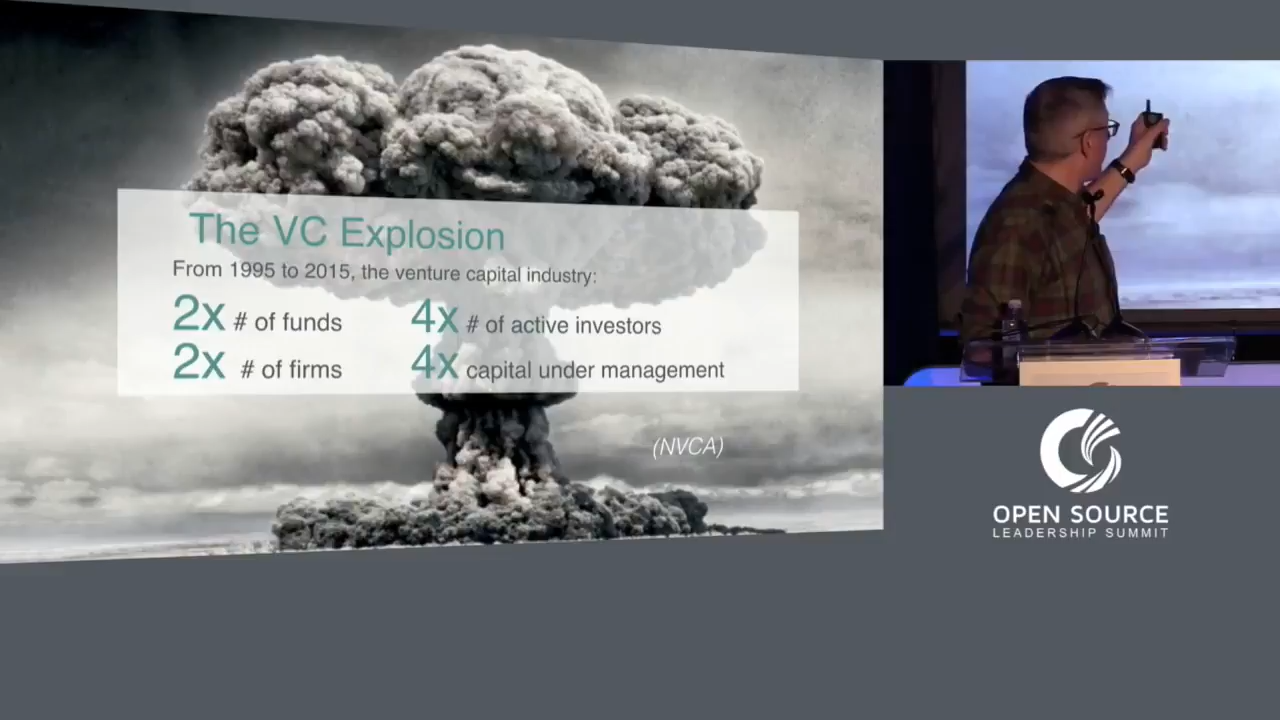 The VC Explosion
From 1995 to 2015, the venture capital industry:
2x # of funds
4x # of active investors
2x # of firms
4x capital under management
(NVCA)
OPEN SOURCE
LEADERSHIP SUMMIT